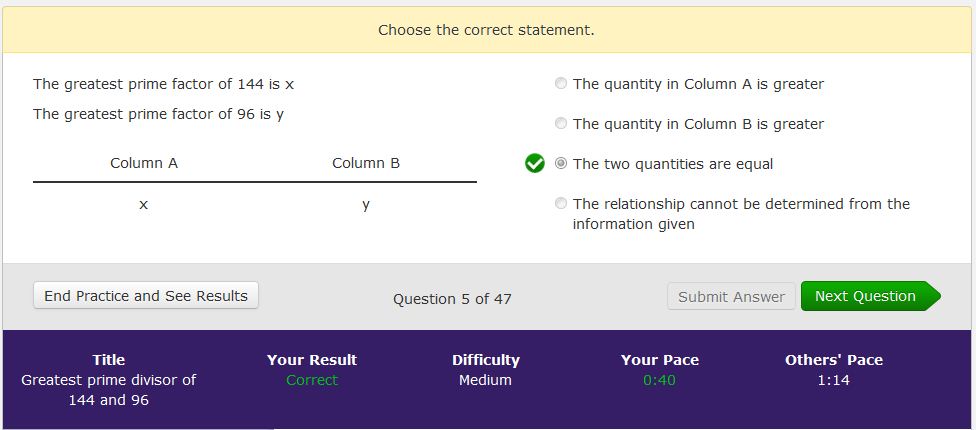 Choose the correct statement.
The greatest prime factor of 144 is x
The greatest prime factor of 96 is y
Column A Column B
x y
The quantity in Column A is greater
The quantity in Column B is greater
The two quantities are equal
The relationship cannot be determined from the
information given
End Practice and See Results Question 5 of 47 Submit Answer Next Question
Title Your Result Difficulty Your Pace Others' Pace
Greatest prime divisor of Correct Medium 0:40 1:14
144 and 96